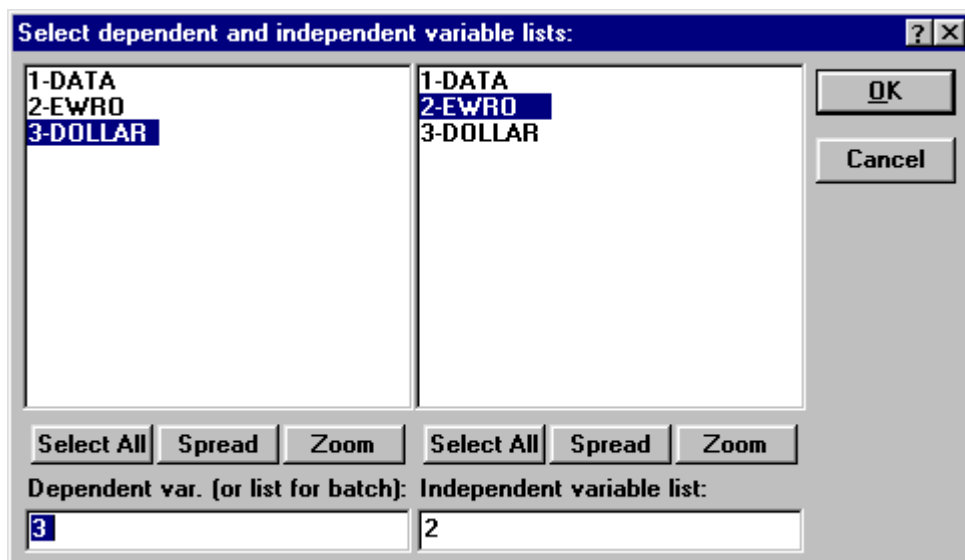 Select dependent and independent variable lists:
1-DATA
2-EWRO
3-DOLLAR
1-DATA
2-EWRO
3-DOLLAR
OK
Cancel
Select All Spread Zoom Select All Spread Zoom
Dependent var. (or list for batch): Independent variable list:
3 2